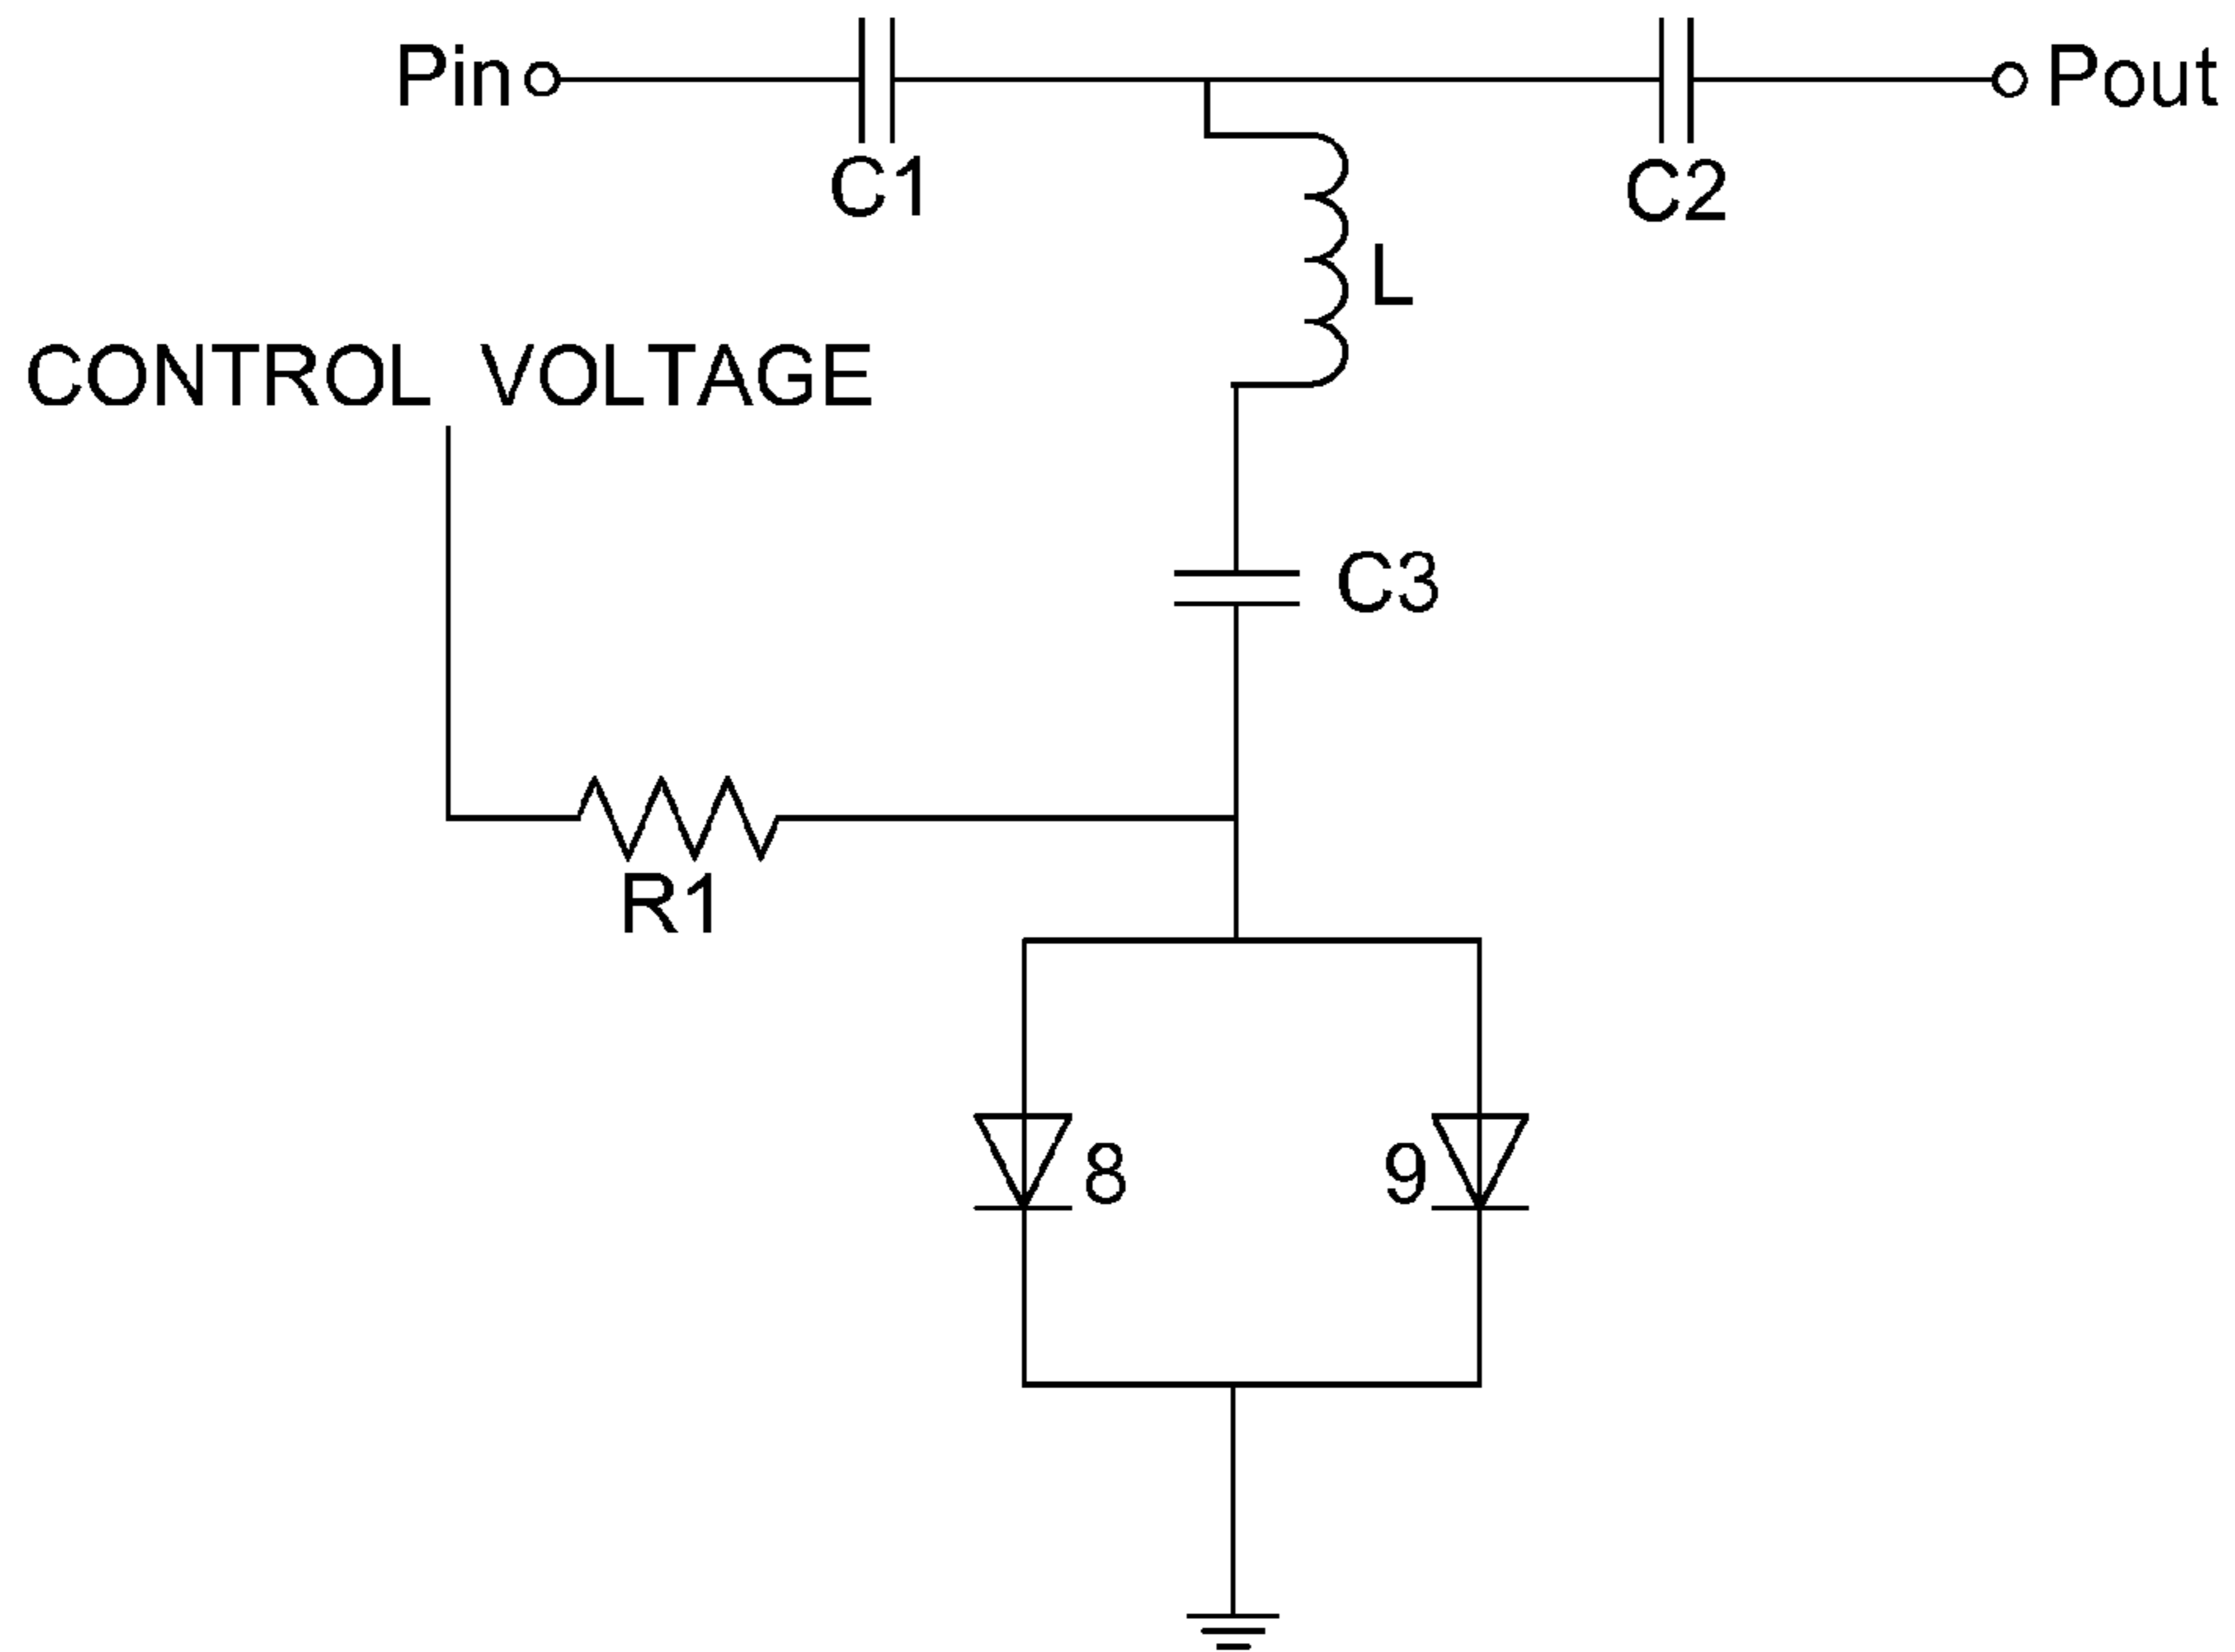 Pin
Pout
C1
C2
L
CONTROL VOLTAGE
C3
R1
8
9